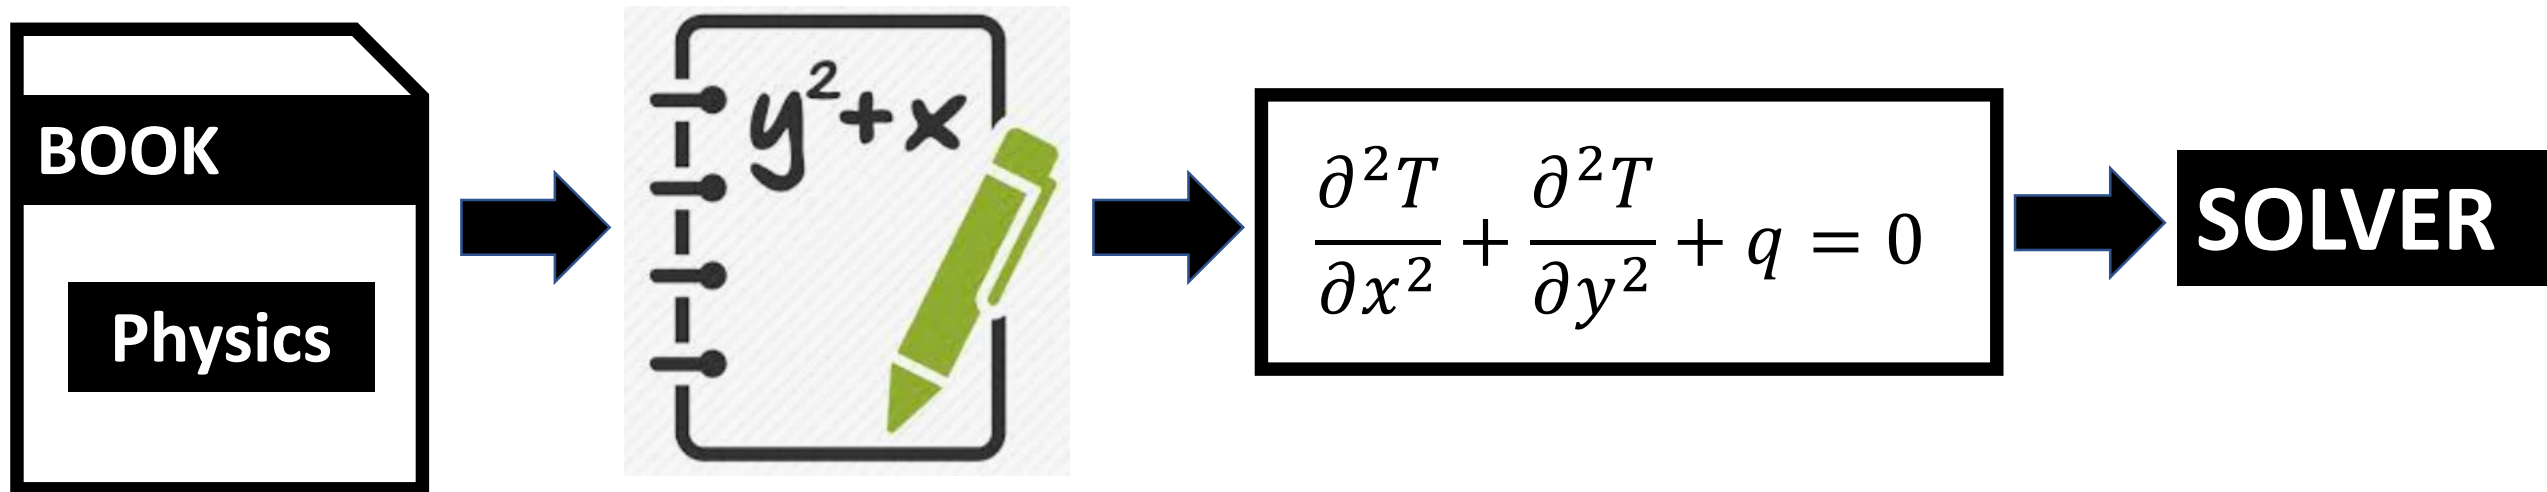 BOOK
Physics
y²+x
∂²T/∂x² + ∂²T/∂y² + q = 0
SOLVER